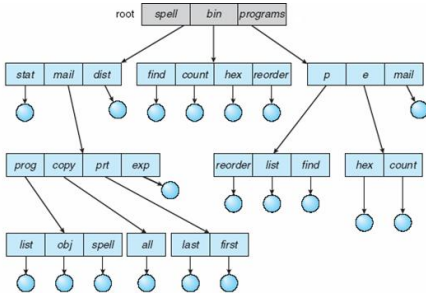 root spell bin programs
stat mail dist find count hex reorder p e mail
prog copy prt exp reorder list find hex count
list obj spell all last first